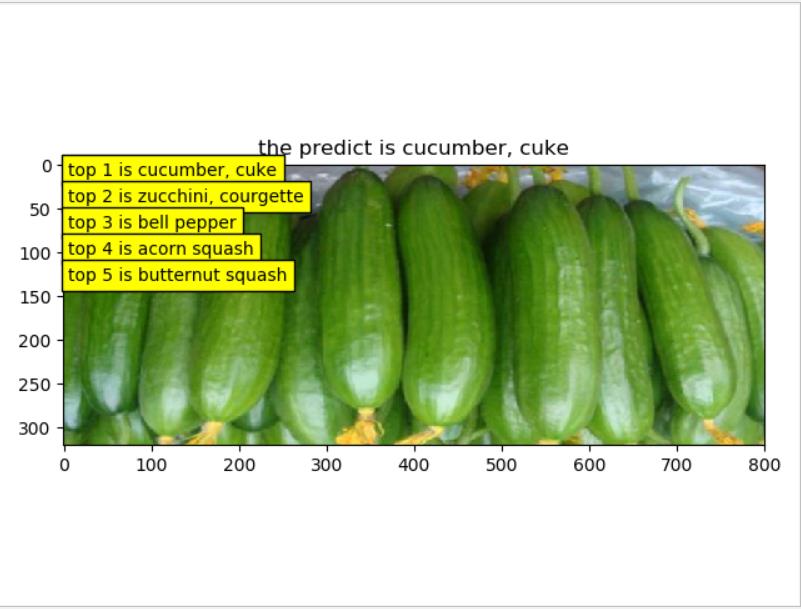 the predict is cucumber, cuke
top 1 is cucumber, cuke
top 2 is zucchini, courgette
top 3 is bell pepper
top 4 is acorn squash
top 5 is butternut squash
0
50
100
150
200
250
300
0 100 200 300 400 500 600 700 800